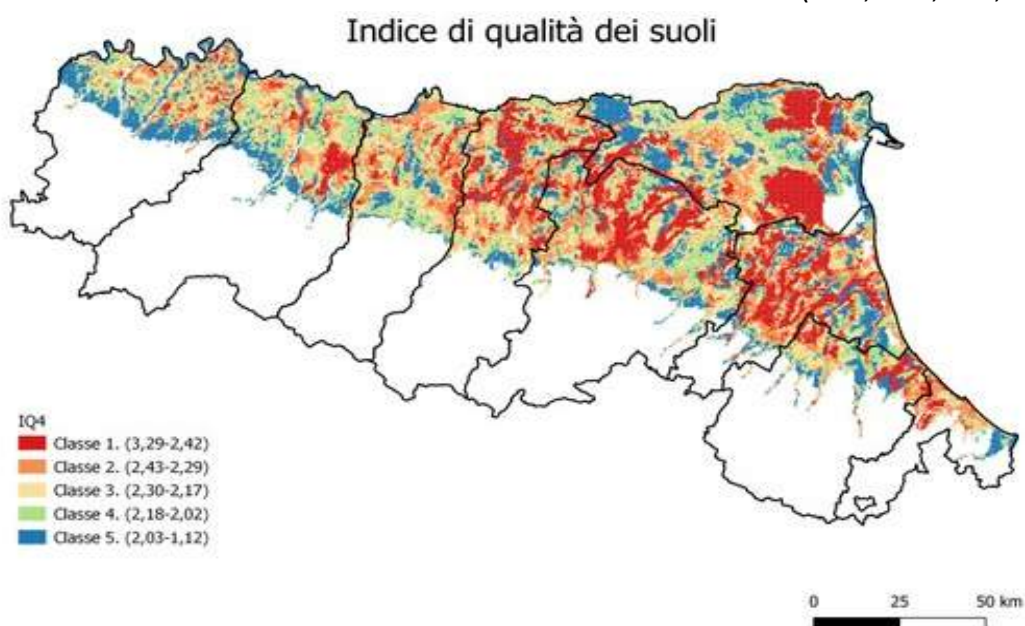 Indice di qualità dei suoli
IQ4
Classe 1. (3,29-2,42)
Classe 2. (2,43-2,29)
Classe 3. (2,30-2,17)
Classe 4. (2,18-2,02)
Classe 5. (2,03-1,12)
0 25 50 km